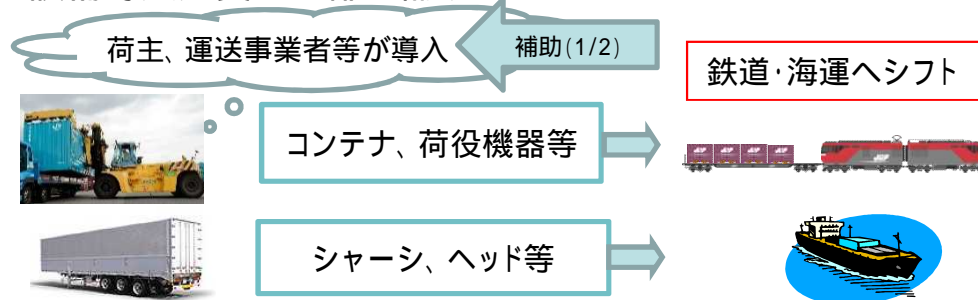 荷主、運送事業者等が導入
補助(1/2)
鉄道・海運へシフト
コンテナ、荷役機器等
シャーシ、ヘッド等